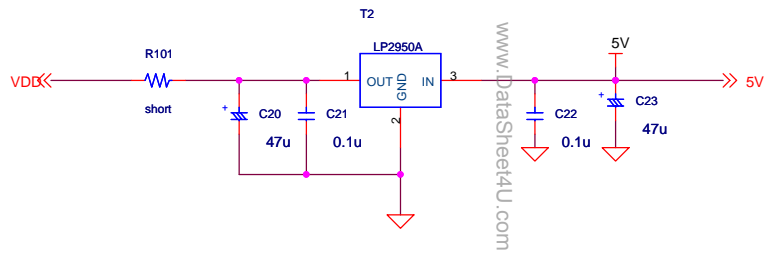 T2
LP2950A
R101
5V
VDD
1
OUT
GND
IN
3
5V
short
+
C20
C21
2
C22
+
C23
47u
0.1u
0.1u
47u
www.DataSheet4U.com